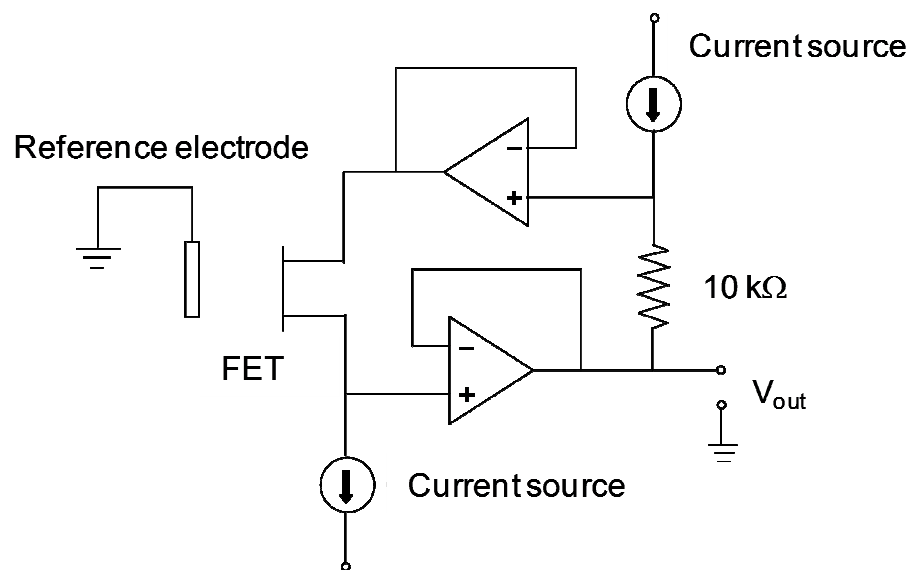 Current source
Reference electrode
−
+
10 kΩ
FET
−
+
Vout
Current source